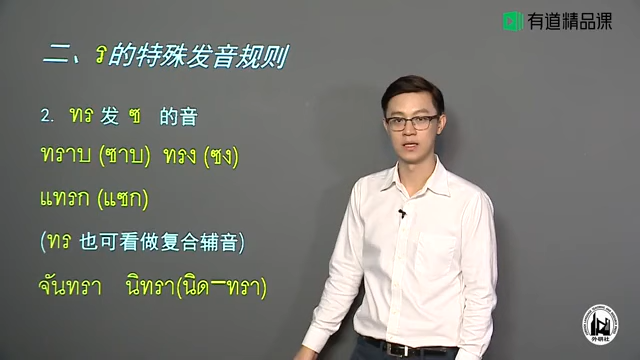 有道精品课
二、ร的特殊发音规则
2. ทร 发 ซ 的音
ทราบ (ซาบ) ทรง (ซง)
แทรก (แซก)
(ทร 也可看做复合辅音)
จันทรา นิทรา(นิด—ทรา)
外研社